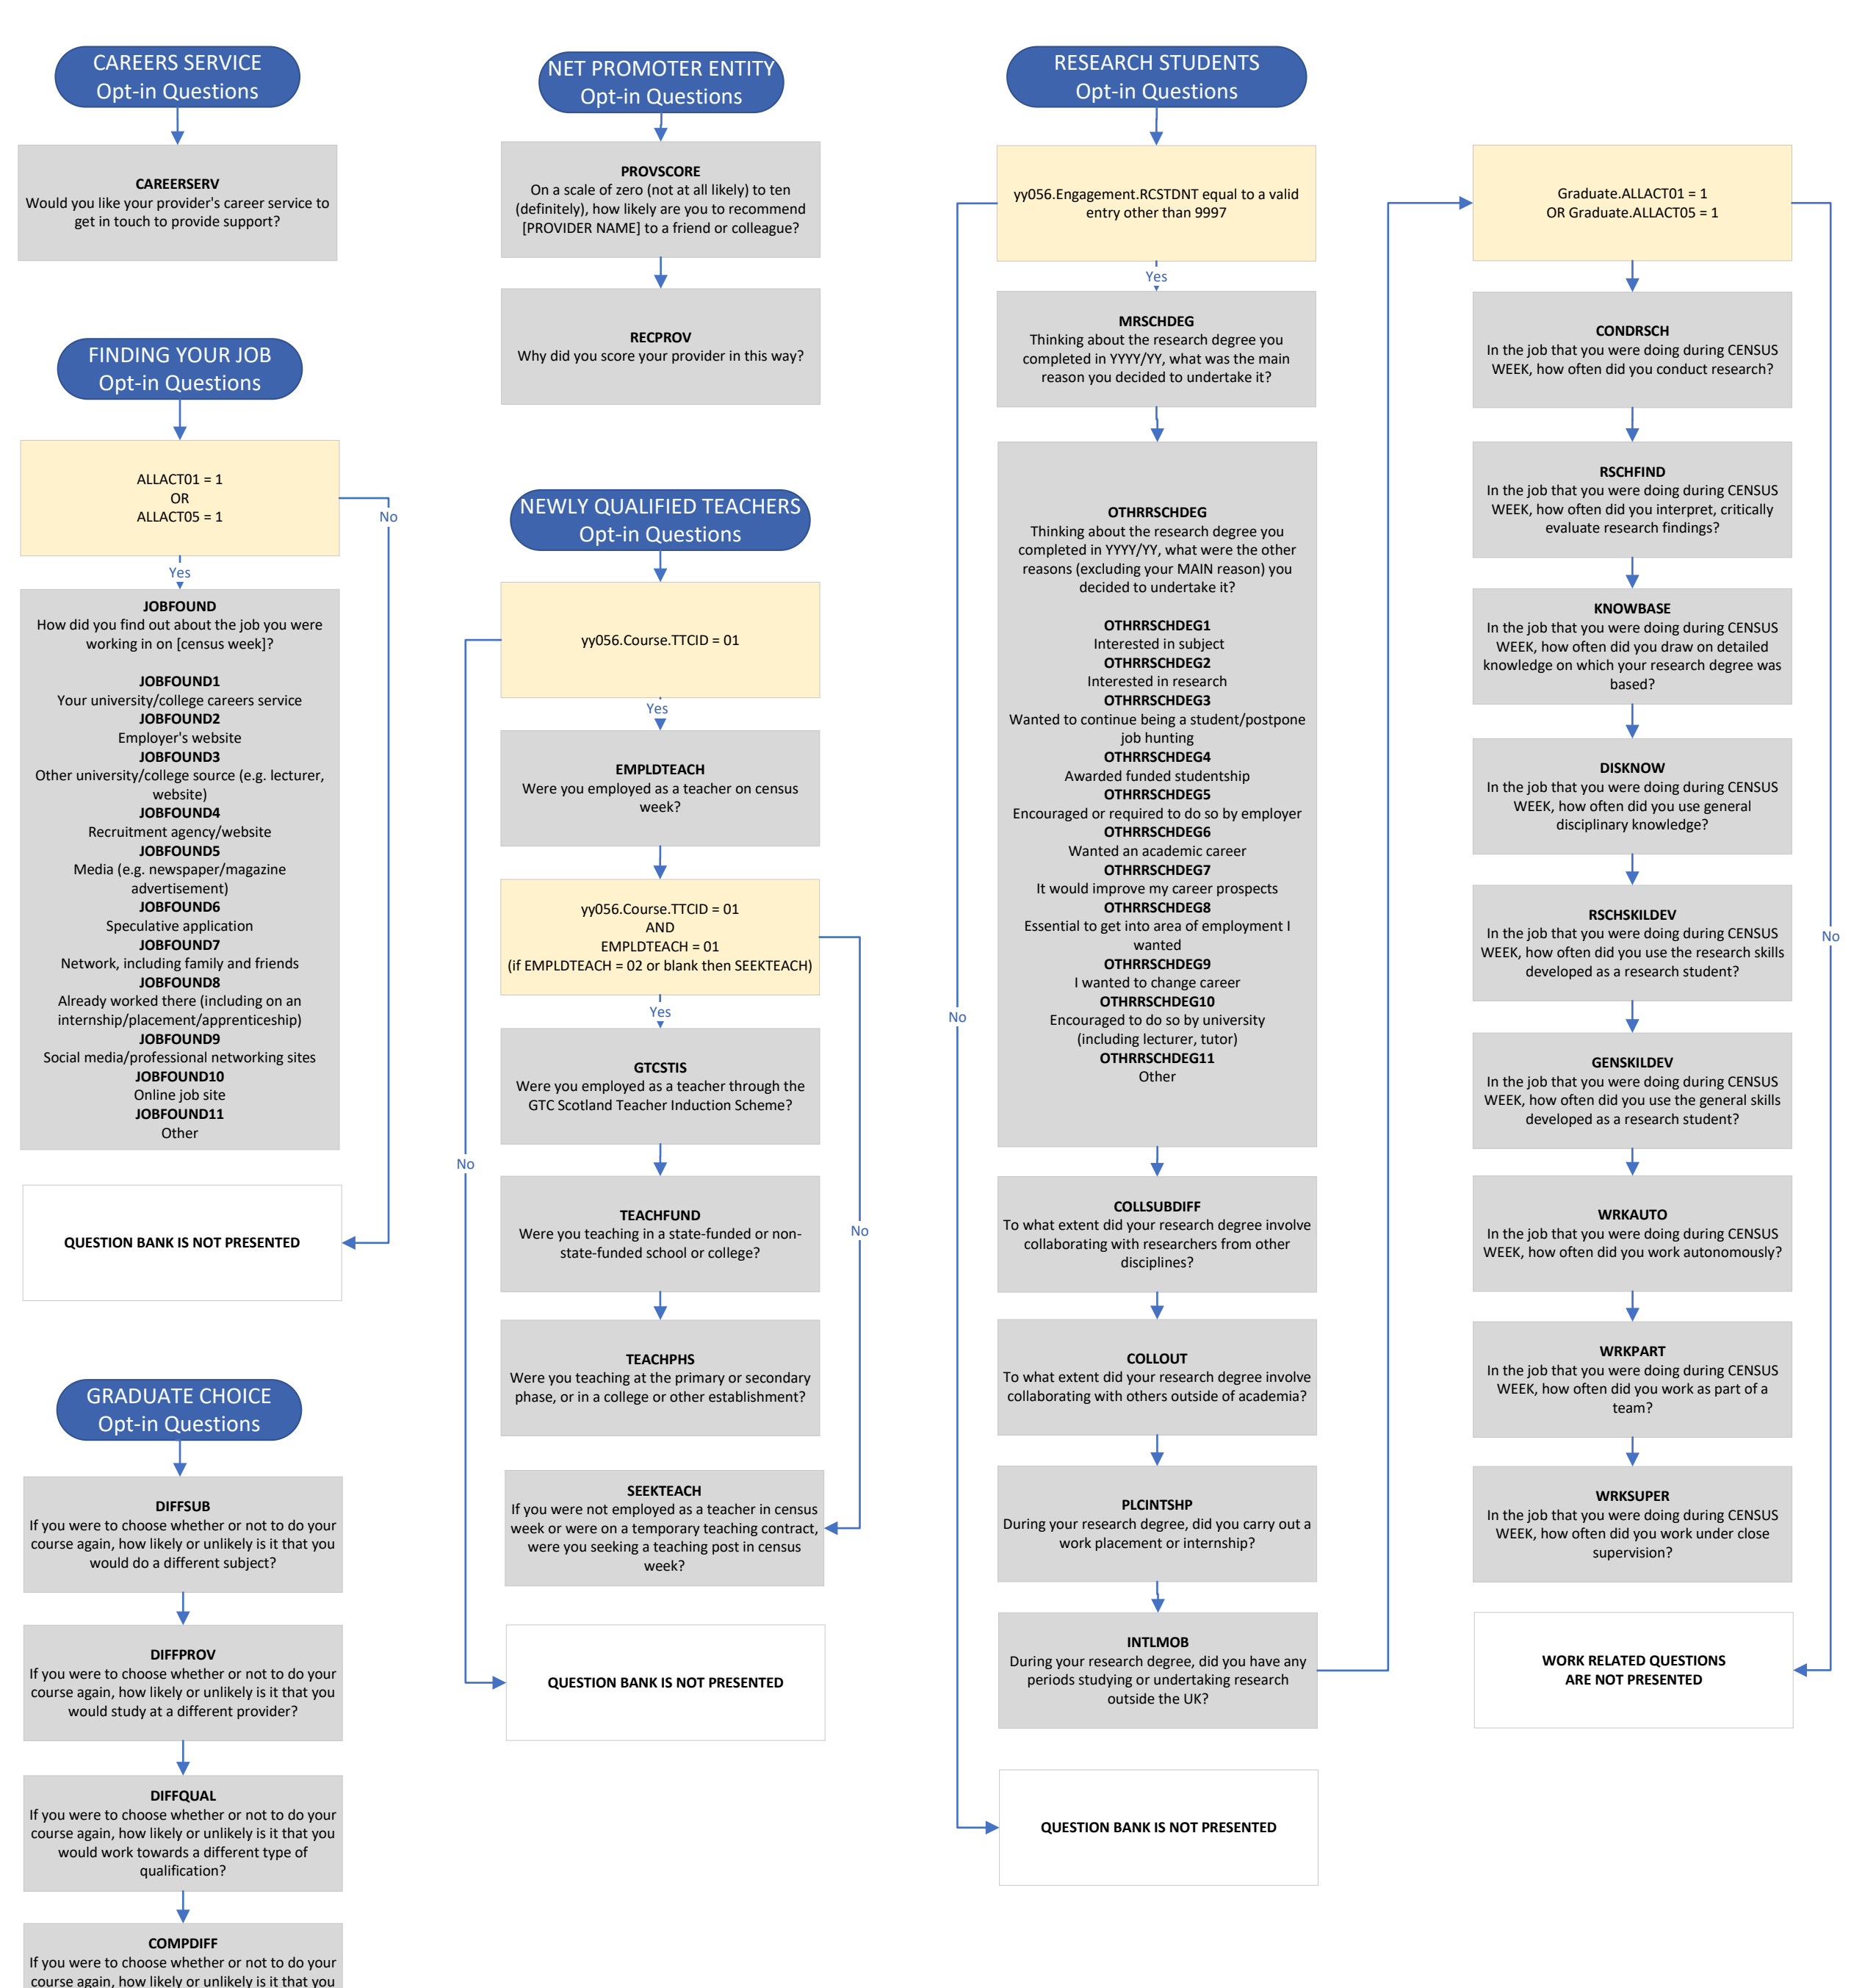 CAREERS SERVICE
Opt-in Questions
CAREERSERV
Would you like your provider's career service to
get in touch to provide support?
FINDING YOUR JOB
Opt-in Questions
ALLACT01 = 1
OR
ALLACT05 = 1
No
Yes
JOBFOUND
How did you find out about the job you were
working in on [census week]?
JOBFOUND1
Your university/college careers service
JOBFOUND2
Employer's website
JOBFOUND3
Other university/college source (e.g. lecturer,
website)
JOBFOUND4
Recruitment agency/website
JOBFOUND5
Media (e.g. newspaper/magazine
advertisement)
JOBFOUND6
Speculative application
JOBFOUND7
Network, including family and friends
JOBFOUND8
Already worked there (including on an
internship/placement/apprenticeship)
JOBFOUND9
Social media/professional networking sites
JOBFOUND10
Online job site
JOBFOUND11
Other
QUESTION BANK IS NOT PRESENTED
GRADUATE CHOICE
Opt-in Questions
DIFFSUB
If you were to choose whether or not to do your
course again, how likely or unlikely is it that you
would do a different subject?
DIFFPROV
If you were to choose whether or not to do your
course again, how likely or unlikely is it that you
would study at a different provider?
DIFFQUAL
If you were to choose whether or not to do your
course again, how likely or unlikely is it that you
would work towards a different type of
qualification?
COMPDIFF
If you were to choose whether or not to do your
course again, how likely or unlikely is it that you
NET PROMOTER ENTITY
Opt-in Questions
PROVSCORE
On a scale of zero (not at all likely) to ten
(definitely), how likely are you to recommend
[PROVIDER NAME] to a friend or colleague?
RECPROV
Why did you score your provider in this way?
NEWLY QUALIFIED TEACHERS
Opt-in Questions
yy056.Course.TTCID = 01
Yes
EMPLDTEACH
Were you employed as a teacher on census
week?
yy056.Course.TTCID = 01
AND
EMPLDTEACH = 01
(if EMPLDTEACH = 02 or blank then SEEKTEACH)
Yes
GTCSTIS
Were you employed as a teacher through the
GTC Scotland Teacher Induction Scheme?
No
TEACHFUND
Were you teaching in a state-funded or non-
state-funded school or college?
No
TEACHPHS
Were you teaching at the primary or secondary
phase, or in a college or other establishment?
SEEKTEACH
If you were not employed as a teacher in census
week or were on a temporary teaching contract,
were you seeking a teaching post in census
week?
QUESTION BANK IS NOT PRESENTED
RESEARCH STUDENTS
Opt-in Questions
yy056.Engagement.RCSTDNT equal to a valid
entry other than 9997
Yes
MRSCHDEG
Thinking about the research degree you
completed in YYYY/YY, what was the main
reason you decided to undertake it?
OTHRRSCHDEG
Thinking about the research degree you
completed in YYYY/YY, what were the other
reasons (excluding your MAIN reason) you
decided to undertake it?
OTHRRSCHDEG1
Interested in subject
OTHRRSCHDEG2
Interested in research
OTHRRSCHDEG3
Wanted to continue being a student/postpone
job hunting
OTHRRSCHDEG4
Awarded funded studentship
OTHRRSCHDEG5
Encouraged or required to do so by employer
OTHRRSCHDEG6
Wanted an academic career
OTHRRSCHDEG7
It would improve my career prospects
OTHRRSCHDEG8
Essential to get into area of employment I
wanted
OTHRRSCHDEG9
I wanted to change career
OTHRRSCHDEG10
Encouraged to do so by university
(including lecturer, tutor)
OTHRRSCHDEG11
Other
No
COLLSUBDIFF
To what extent did your research degree involve
collaborating with researchers from other
disciplines?
COLLOUT
To what extent did your research degree involve
collaborating with others outside of academia?
PLCINTSHP
During your research degree, did you carry out a
work placement or internship?
INTLMOB
During your research degree, did you have any
periods studying or undertaking research
outside the UK?
QUESTION BANK IS NOT PRESENTED
Graduate.ALLACT01 = 1
OR Graduate.ALLACT05 = 1
CONDRSCH
In the job that you were doing during CENSUS
WEEK, how often did you conduct research?
RSCHFIND
In the job that you were doing during CENSUS
WEEK, how often did you interpret, critically
evaluate research findings?
KNOWBASE
In the job that you were doing during CENSUS
WEEK, how often did you draw on detailed
knowledge on which your research degree was
based?
DISKNOW
In the job that you were doing during CENSUS
WEEK, how often did you use general
disciplinary knowledge?
RSCHSKILDEV
In the job that you were doing during CENSUS
WEEK, how often did you use the research skills
developed as a research student?
No
GENSKILDEV
In the job that you were doing during CENSUS
WEEK, how often did you use the general skills
developed as a research student?
WRKAUTO
In the job that you were doing during CENSUS
WEEK, how often did you work autonomously?
WRKPART
In the job that you were doing during CENSUS
WEEK, how often did you work as part of a
team?
WRKSUPER
In the job that you were doing during CENSUS
WEEK, how often did you work under close
supervision?
WORK RELATED QUESTIONS
ARE NOT PRESENTED